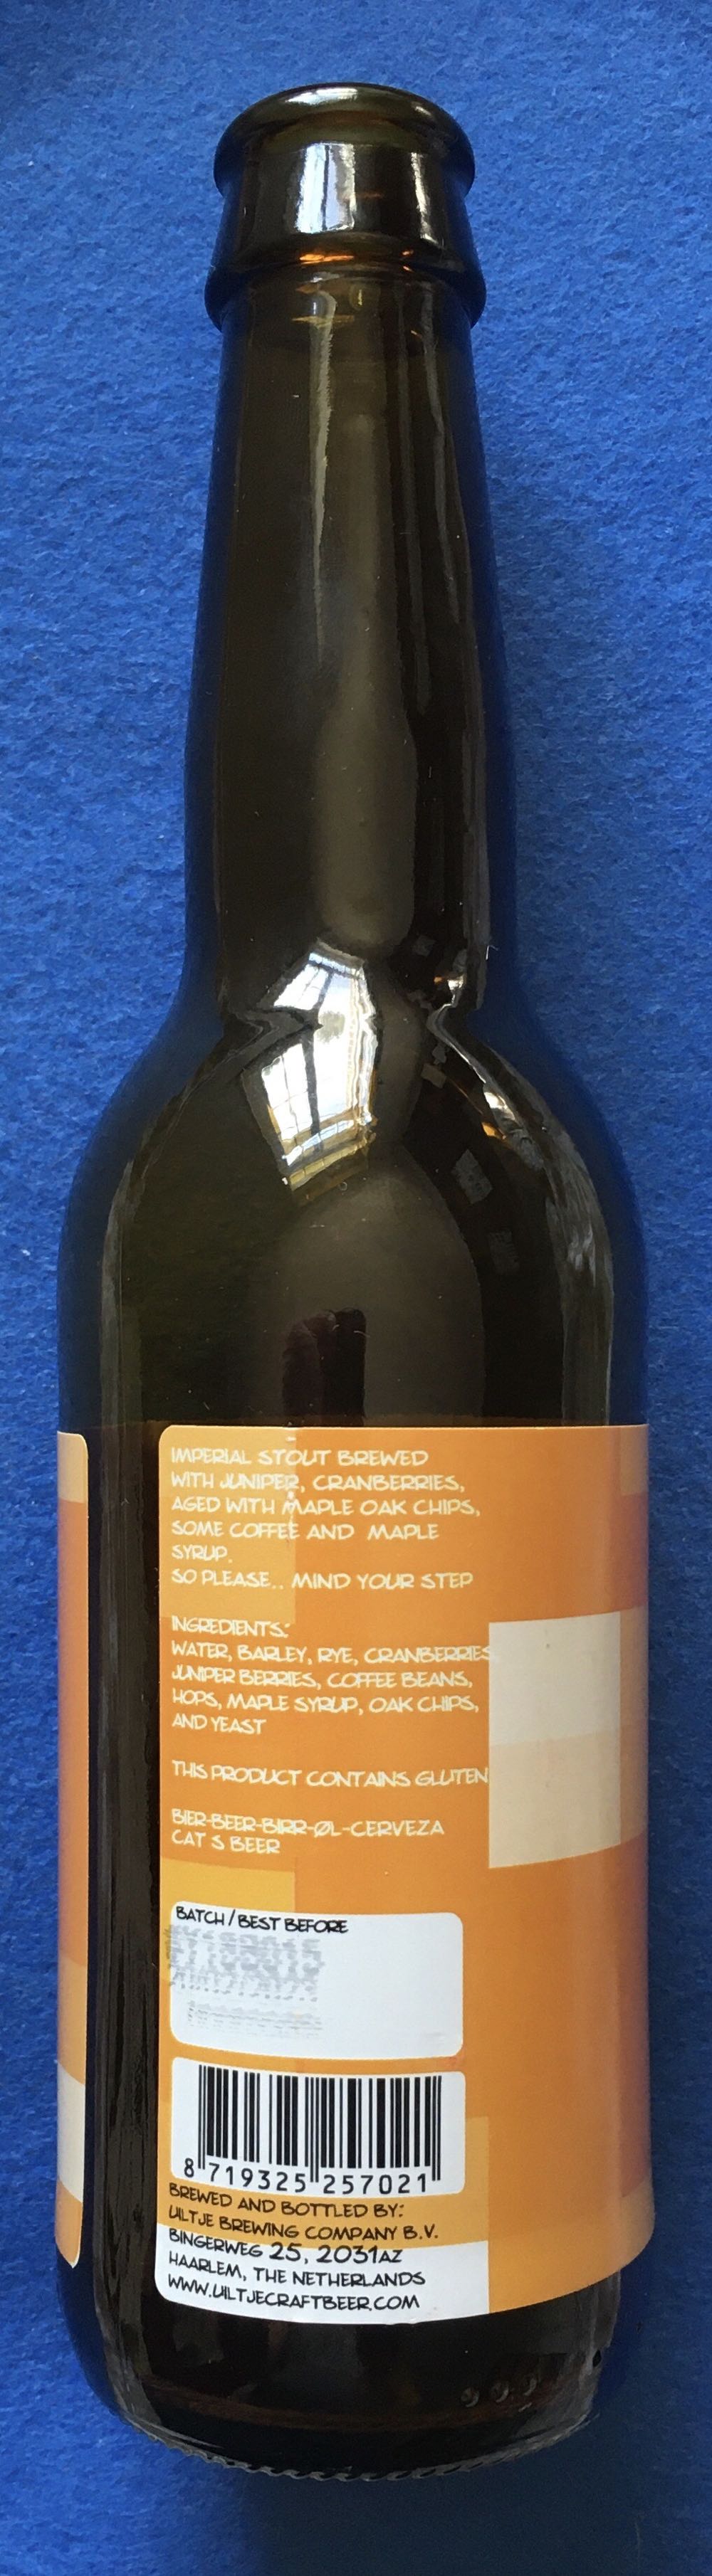 IMPERIAL STOUT BREWED
WITH JUNIPER, CRANBERRIES,
AGED WITH MAPLE OAK CHIPS,
SOME COFFEE AND MAPLE
SYRUP.
SO PLEASE.. MIND YOUR STEP
INGREDIENTS:
WATER, BARLEY, RYE, CRANBERRIES,
JUNIPER BERRIES, COFFEE BEANS,
HOPS, MAPLE SYRUP, OAK CHIPS,
AND YEAST
THIS PRODUCT CONTAINS GLUTEN
BIER-BEER-BIRR-ØL-CERVEZA
CAT S BEER
BATCH / BEST BEFORE
8 719325 257021
BREWED AND BOTTLED BY:
UILTJE BREWING COMPANY B.V.
BINGERWEG 25, 2031AZ
HAARLEM, THE NETHERLANDS
WWW.UILTJECRAFTBEER.COM